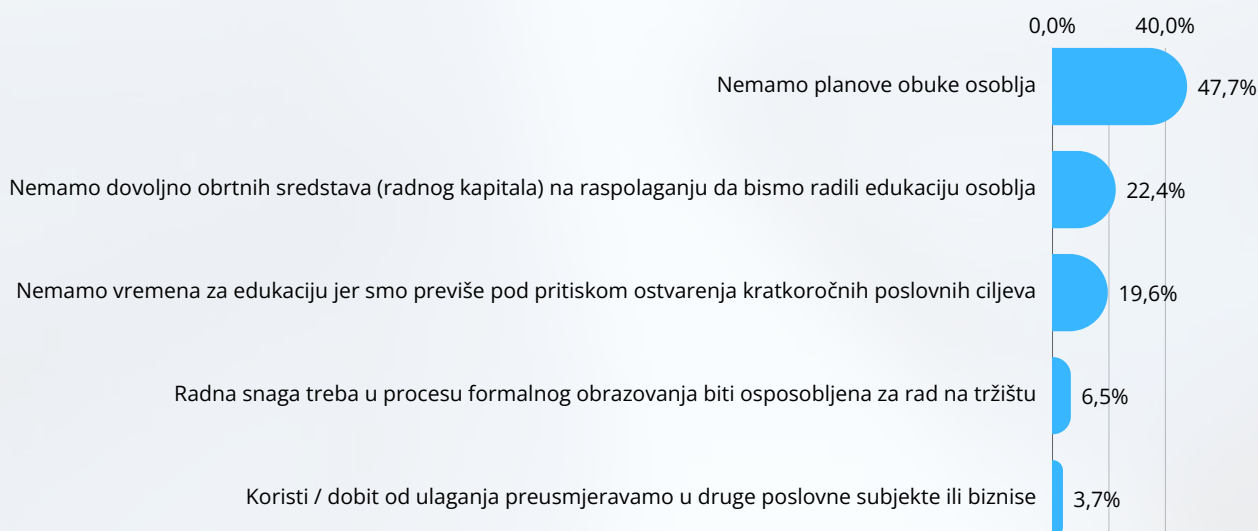 0,0% 40,0%
Nemamo planove obuke osoblja 47,7%
Nemamo dovoljno obrtnih sredstava (radnog kapitala) na raspolaganju da bismo radili edukaciju osoblja 22,4%
Nemamo vremena za edukaciju jer smo previše pod pritiskom ostvarenja kratkoročnih poslovnih ciljeva 19,6%
Radna snaga treba u procesu formalnog obrazovanja biti osposobljena za rad na tržištu 6,5%
Koristi / dobit od ulaganja preusmjeravamo u druge poslovne subjekte ili biznise 3,7%